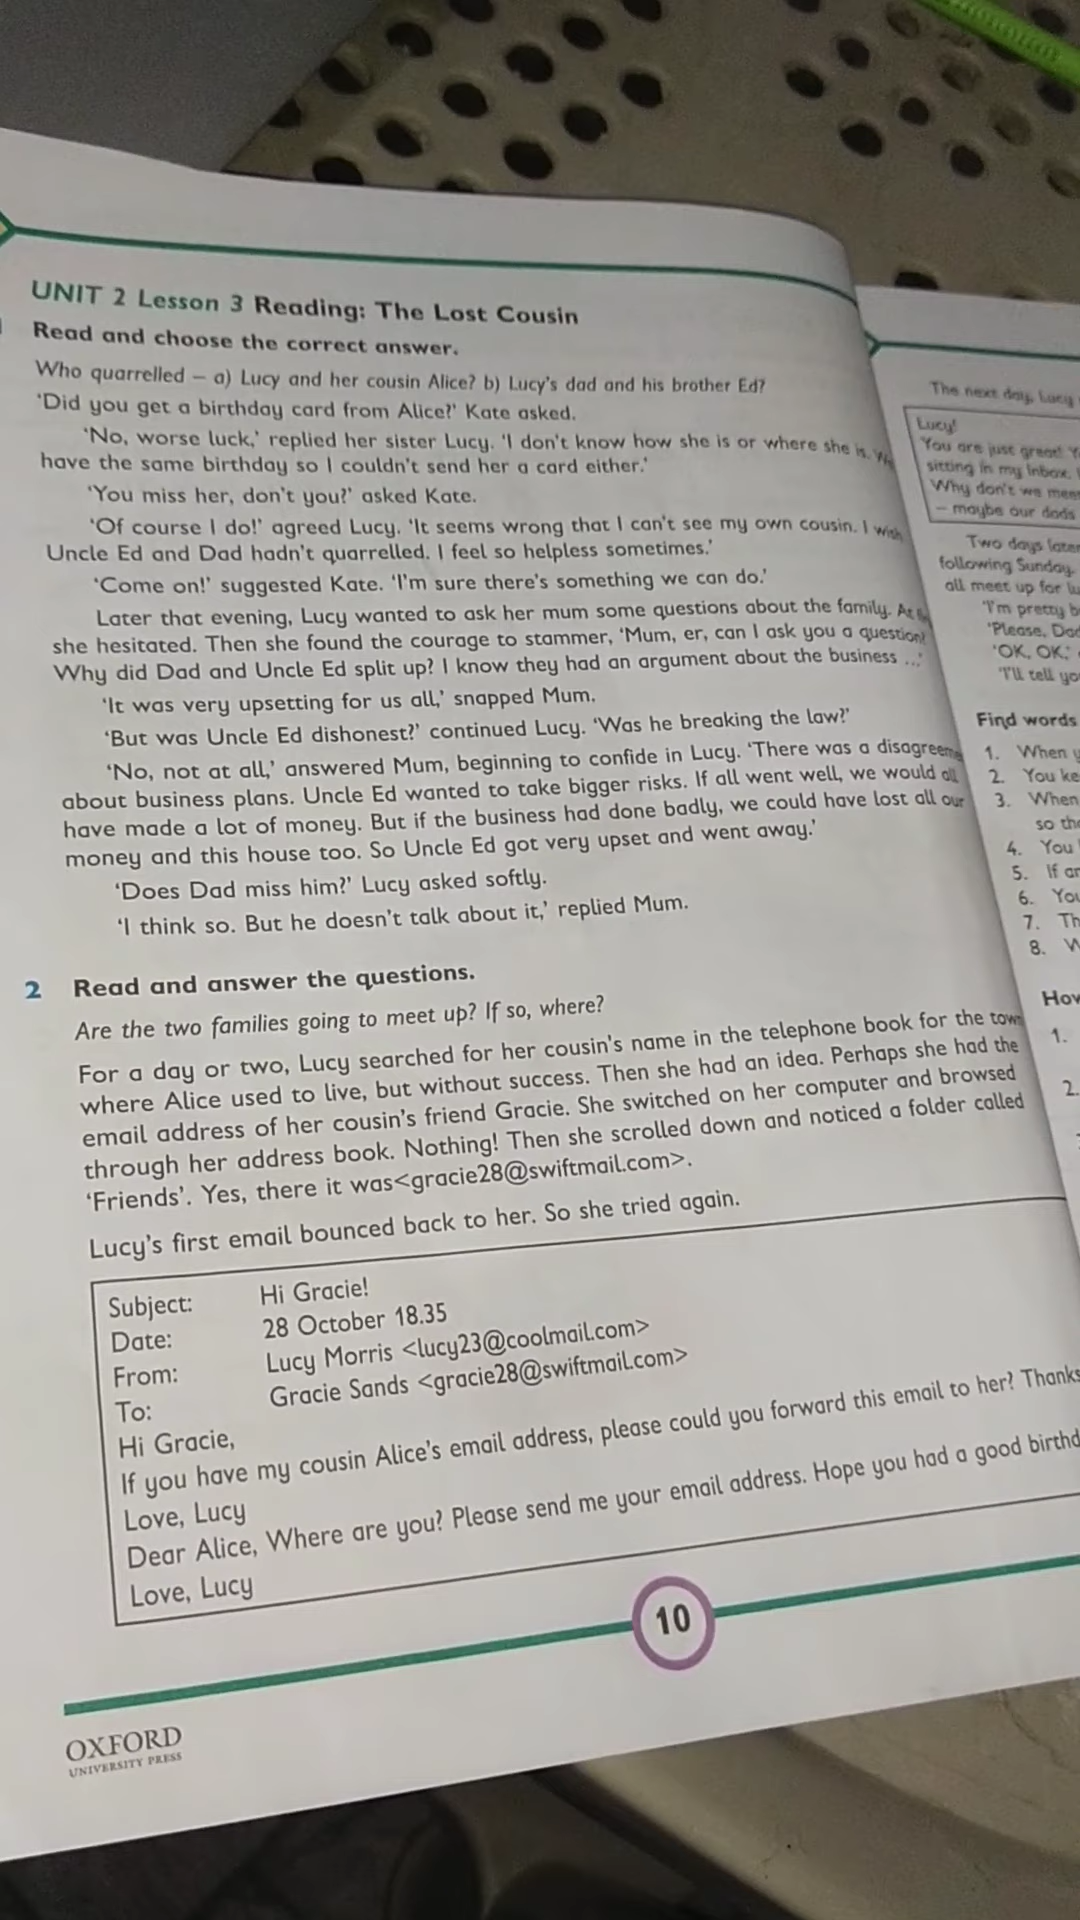 UNIT 2 Lesson 3 Reading: The Lost Cousin
Read and choose the correct answer.
Who quarrelled – a) Lucy and her cousin Alice? b) Lucy's dad and his brother Ed?
'Did you get a birthday card from Alice?' Kate asked.
'No, worse luck,' replied her sister Lucy. 'I don't know how she is or where she is. We
have the same birthday so I couldn't send her a card either.'
'You miss her, don't you?' asked Kate.
'Of course I do!' agreed Lucy. 'It seems wrong that I can't see my own cousin. I wish
Uncle Ed and Dad hadn't quarrelled. I feel so helpless sometimes.'
'Come on!' suggested Kate. 'I'm sure there's something we can do.'
Later that evening, Lucy wanted to ask her mum some questions about the family. At
she hesitated. Then she found the courage to stammer, 'Mum, er, can I ask you a question?
Why did Dad and Uncle Ed split up? I know they had an argument about the business ...'
'It was very upsetting for us all,' snapped Mum.
'But was Uncle Ed dishonest?' continued Lucy. 'Was he breaking the law?'
'No, not at all,' answered Mum, beginning to confide in Lucy. 'There was a disagreeme
about business plans. Uncle Ed wanted to take bigger risks. If all went well, we would all
have made a lot of money. But if the business had done badly, we could have lost all our
money and this house too. So Uncle Ed got very upset and went away.'
'Does Dad miss him?' Lucy asked softly.
'I think so. But he doesn't talk about it,' replied Mum.
2 Read and answer the questions.
Are the two families going to meet up? If so, where?
For a day or two, Lucy searched for her cousin's name in the telephone book for the town
where Alice used to live, but without success. Then she had an idea. Perhaps she had the
email address of her cousin's friend Gracie. She switched on her computer and browsed
through her address book. Nothing! Then she scrolled down and noticed a folder called
'Friends'. Yes, there it was<gracie28@swiftmail.com>.
Lucy's first email bounced back to her. So she tried again.
Subject: Hi Gracie!
Date: 28 October 18.35
From: Lucy Morris <lucy23@coolmail.com>
To: Gracie Sands <gracie28@swiftmail.com>
Hi Gracie,
If you have my cousin Alice's email address, please could you forward this email to her? Thanks
Love, Lucy
Dear Alice, Where are you? Please send me your email address. Hope you had a good birthd
Love, Lucy
10
OXFORD
UNIVERSITY PRESS
The next day, Lucy
Lucy!
You are just great! Y
sitting in my Inbox. I
Why don't we mee
– maybe our dads
Two days later
following Sunday.
all meet up for lu
'I'm pretty b
'Please, Dad
'OK, OK,'
'I'll tell yo
Find words
1. When y
2. You ke
3. When
so the
4. You
5. If an
6. You
7. Th
8. W
How
1.
2.